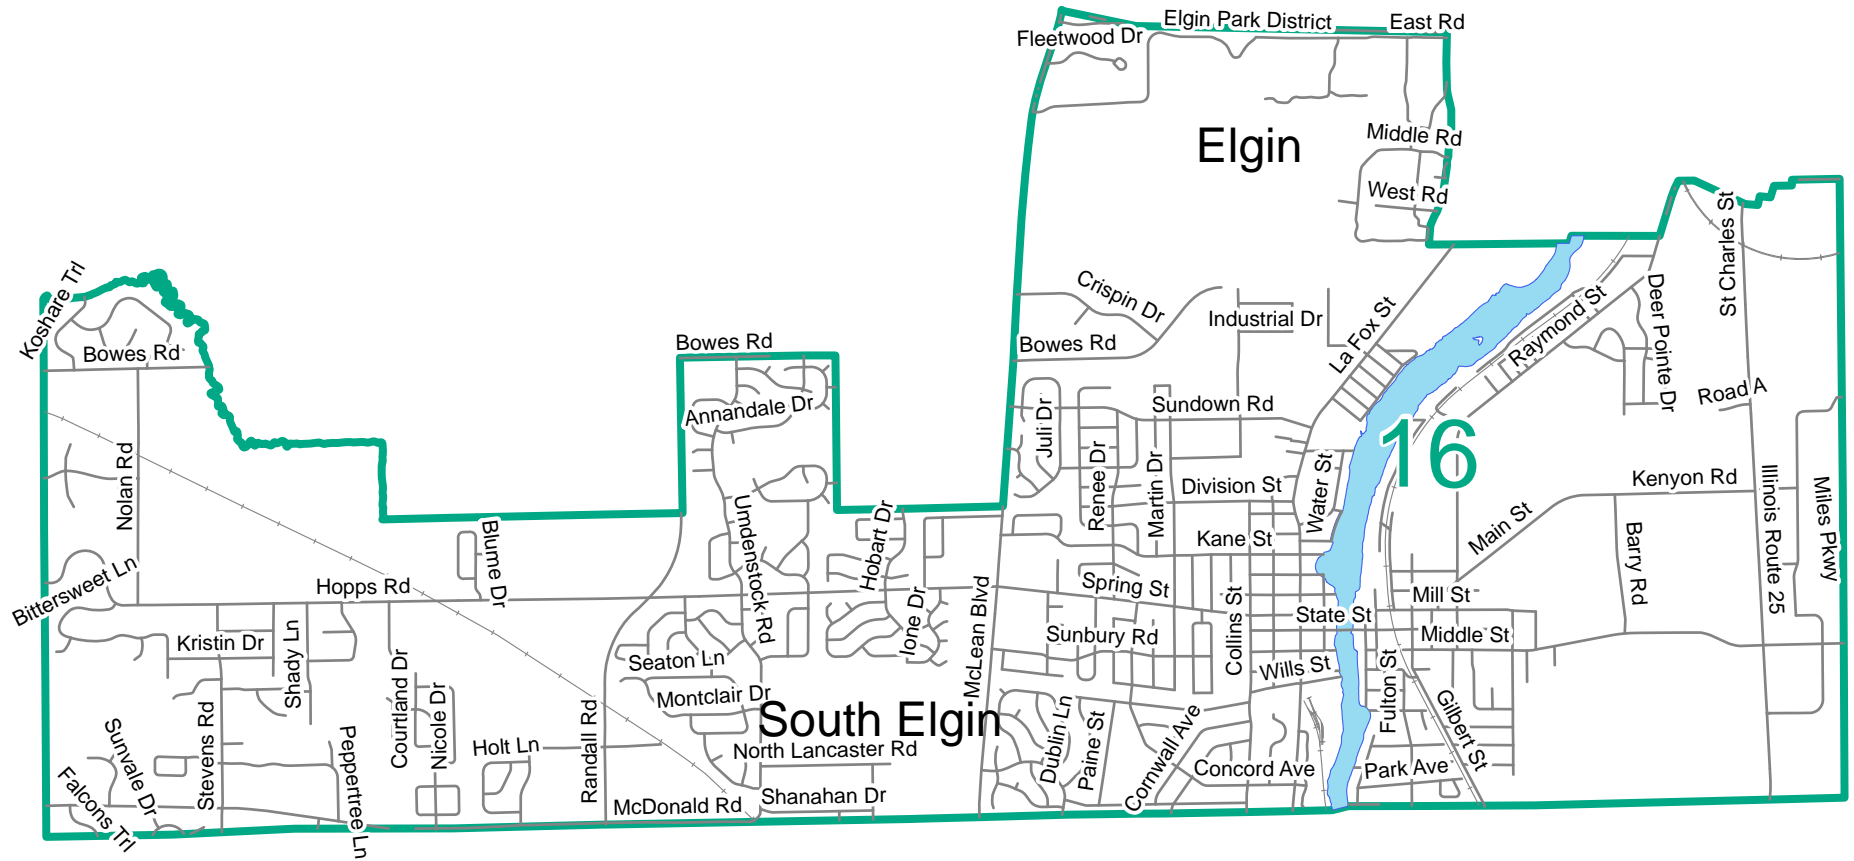 Elgin Park District
East Rd
Fleetwood Dr
Middle Rd
Elgin
West Rd
St Charles St
Koshare Trl
Crispin Dr
Industrial Dr
La Fox St
Raymond St
Deer Pointe Dr
Bowes Rd
Bowes Rd
Bowes Rd
Annandale Dr
Juli Dr
Sundown Rd
Road A
16
Nolan Rd
Renee Dr
Martin Dr
Division St
Water St
Kenyon Rd
Illinois Route 25
Miles Pkwy
Blume Dr
Umdenstock Rd
Hobart Dr
Kane St
Main St
Barry Rd
Bittersweet Ln
Hopps Rd
Spring St
Mill St
Ione Dr
McLean Blvd
Collins St
State St
Kristin Dr
Shady Ln
Sunbury Rd
Middle St
Seaton Ln
Wills St
Courtland Dr
Nicole Dr
Montclair Dr
Fulton St
Gilbert St
South Elgin
Dublin Ln
Paine St
Cornwall Ave
Sunvale Dr
Stevens Rd
Peppertree Ln
Holt Ln
Randall Rd
North Lancaster Rd
Concord Ave
Park Ave
Falcons Trl
McDonald Rd
Shanahan Dr